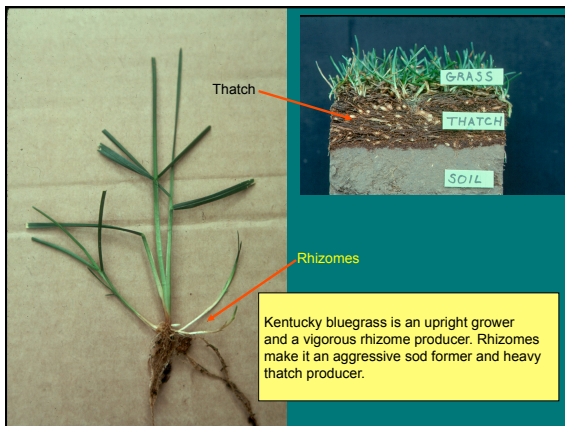 Thatch
GRASS
THATCH
SOIL
Rhizomes
Kentucky bluegrass is an upright grower
and a vigorous rhizome producer. Rhizomes
make it an aggressive sod former and heavy
thatch producer.